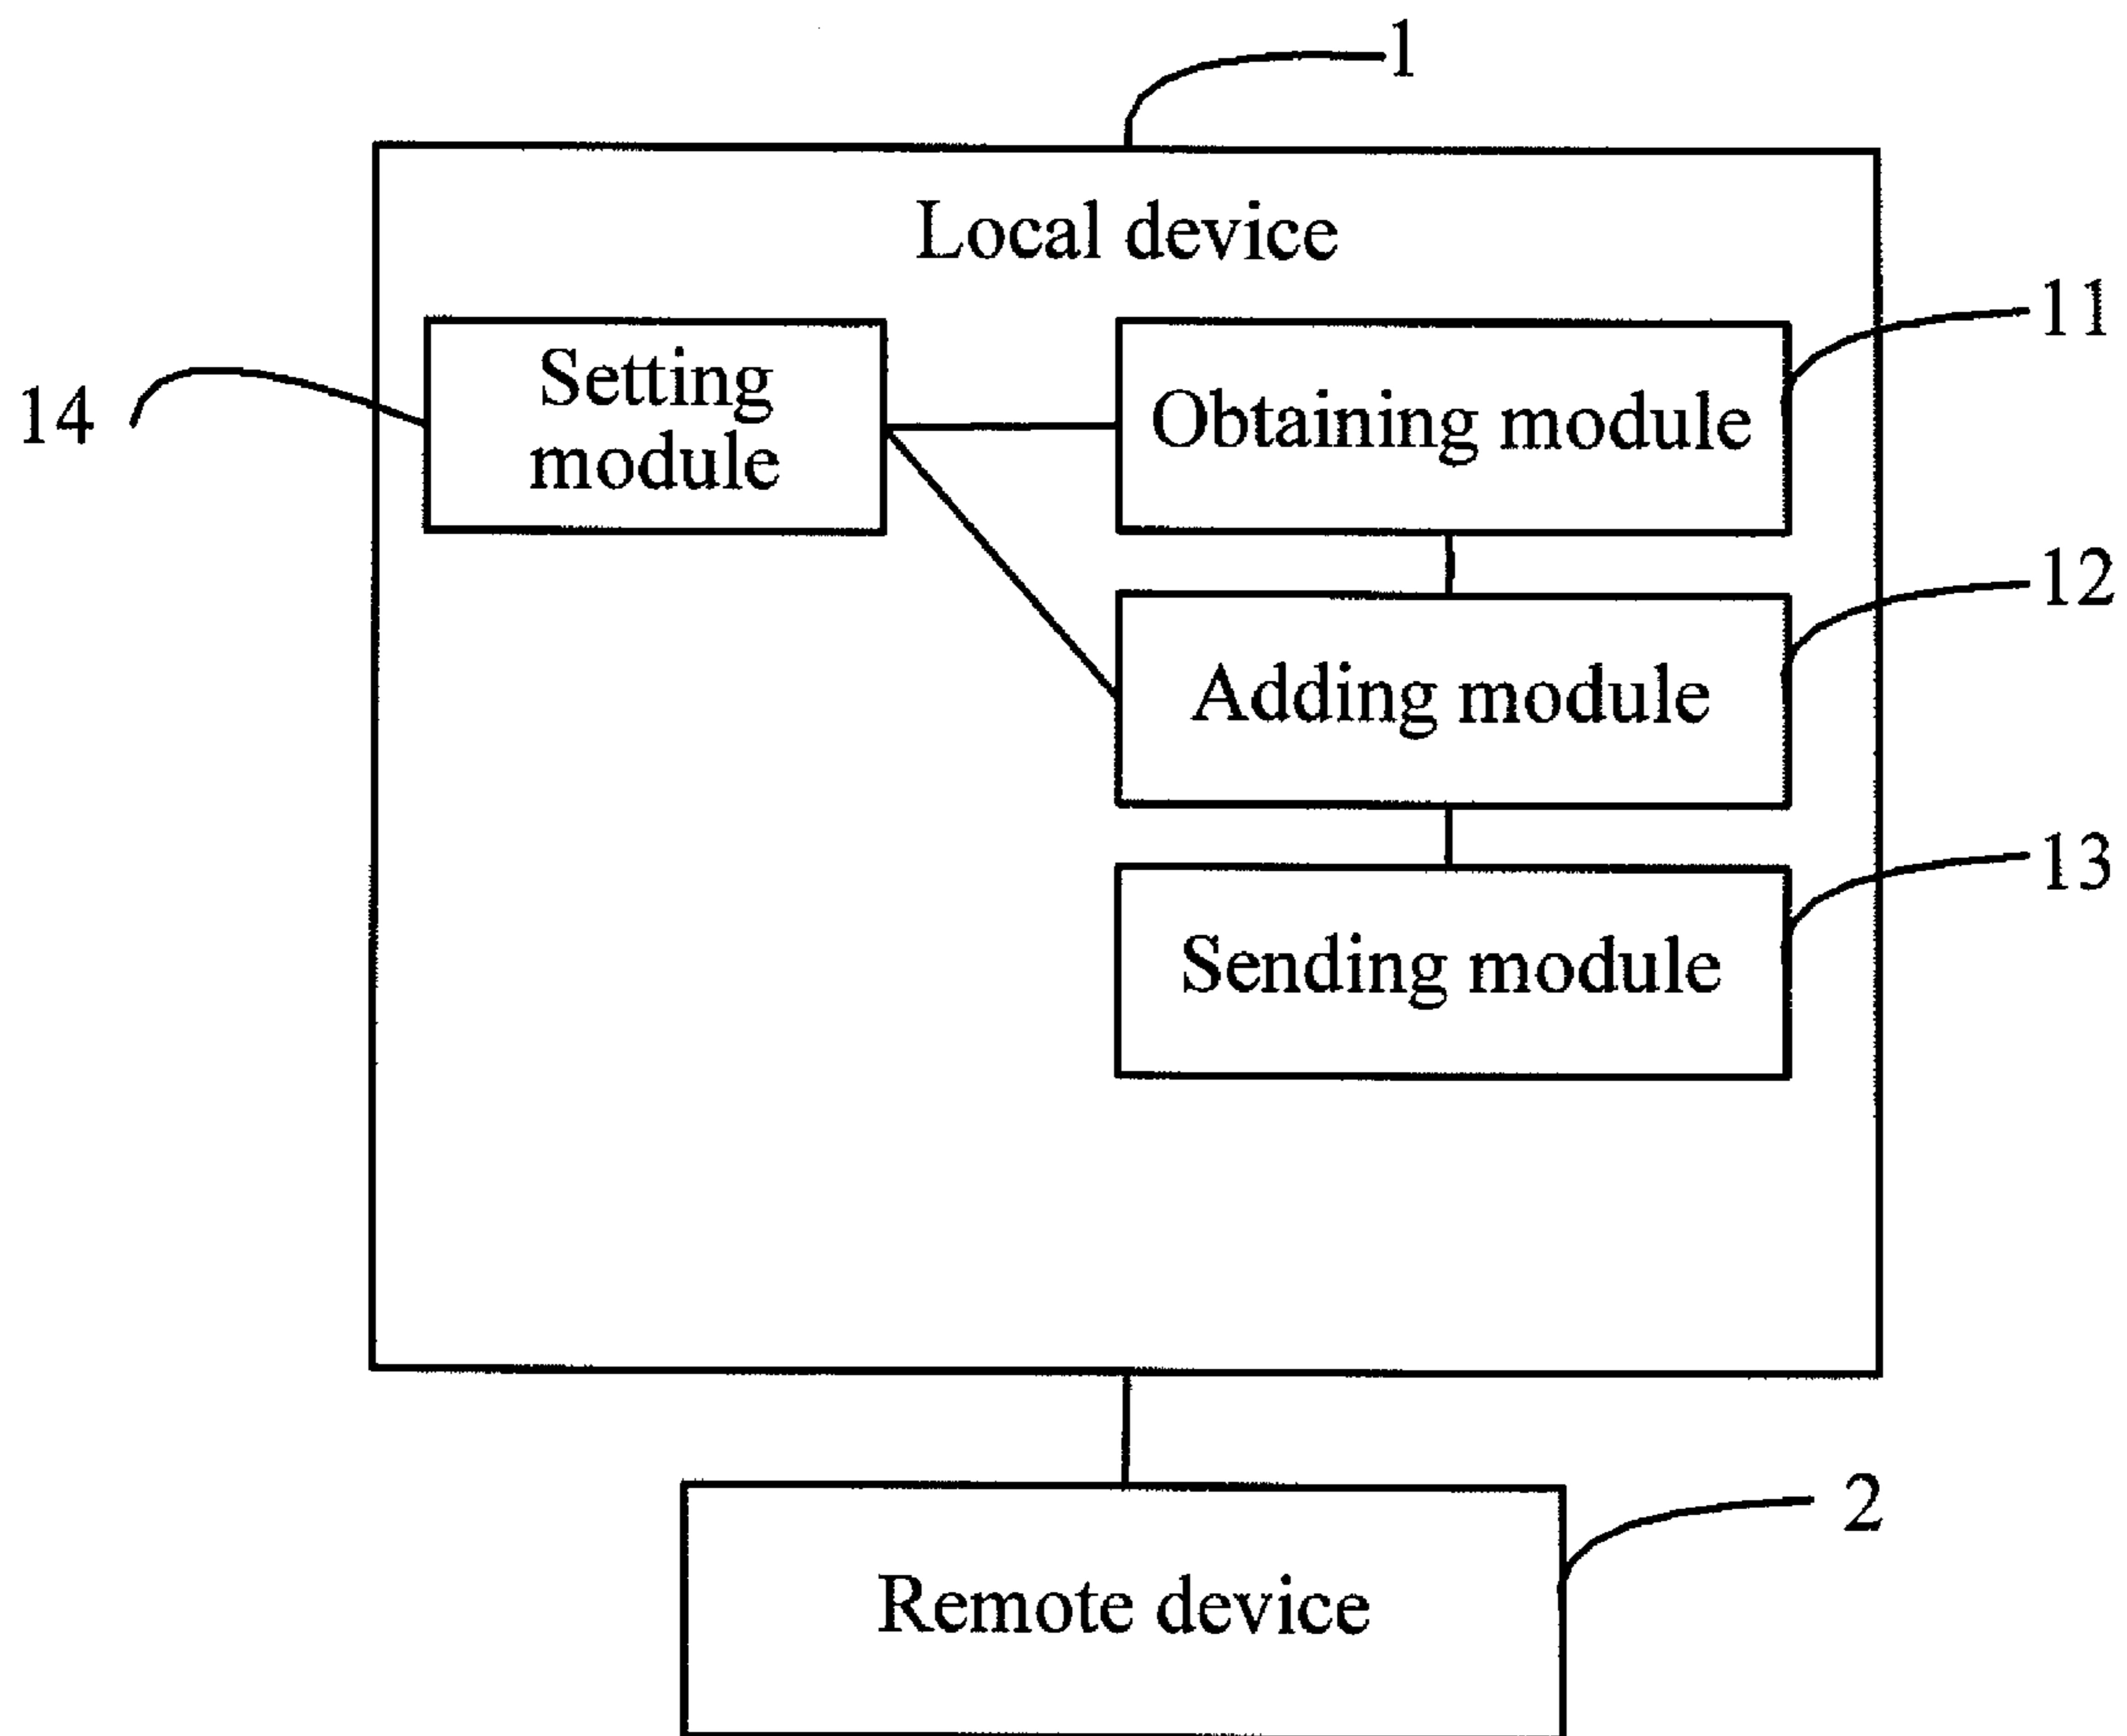 1
Local device
11
Setting
module
14
Obtaining module
12
Adding module
13
Sending module
2
Remote device